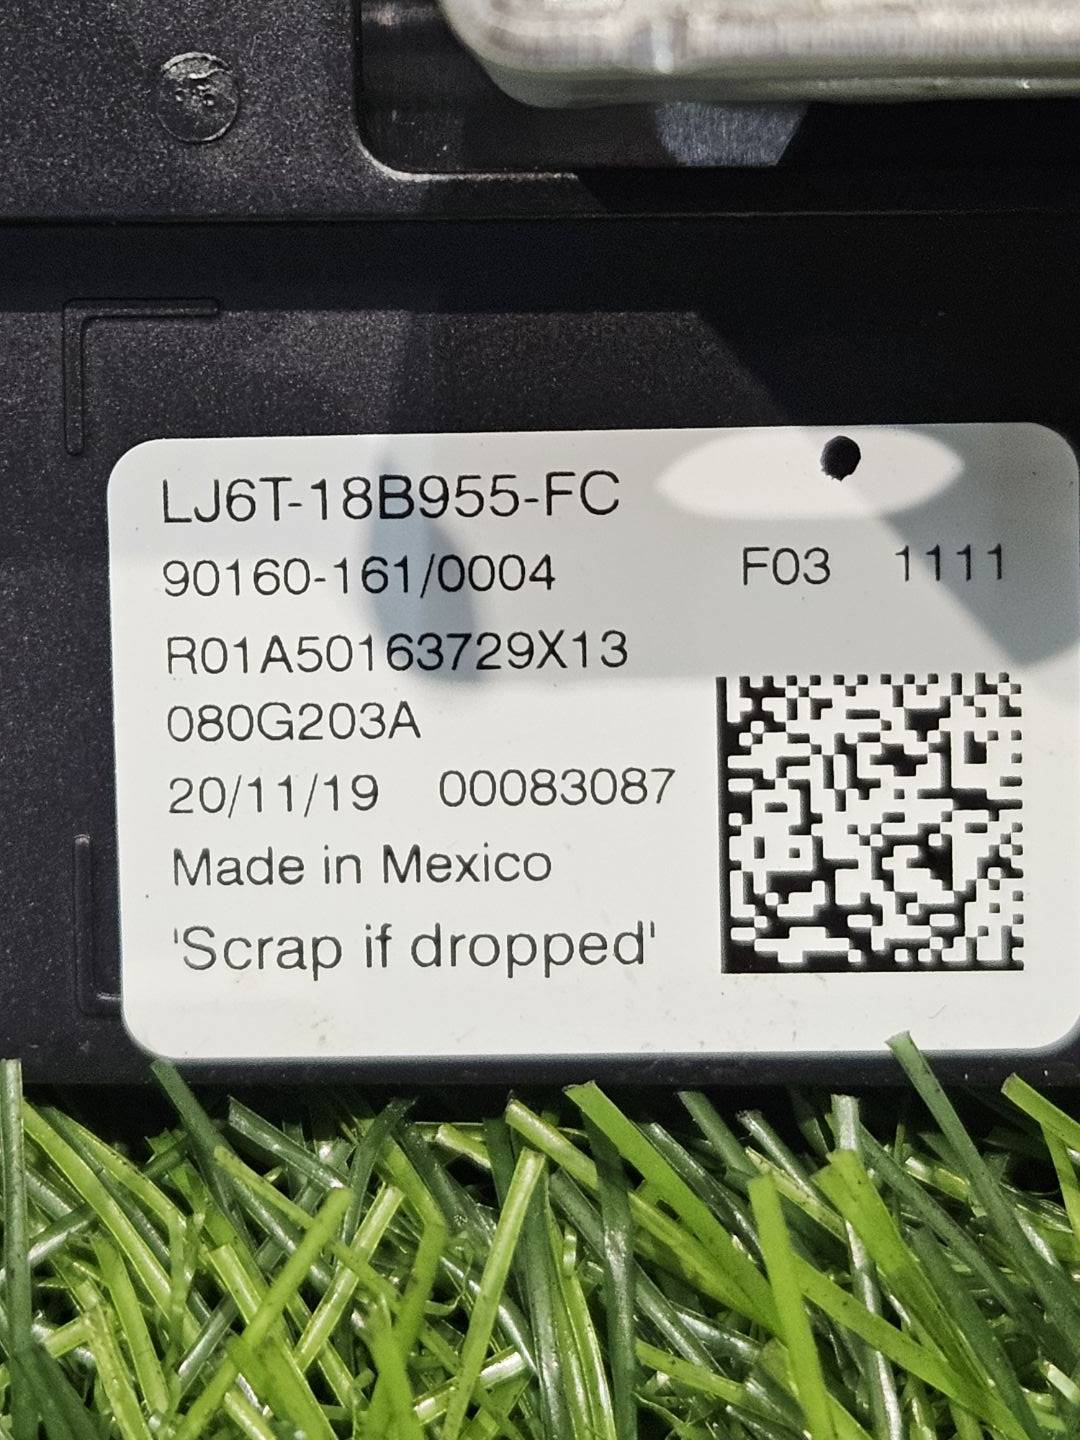 LJ6T-18B955-FC
90160-161/0004 F03 1111
R01A50163729X13
080G203A
20/11/19 00083087
Made in Mexico
'Scrap if dropped'